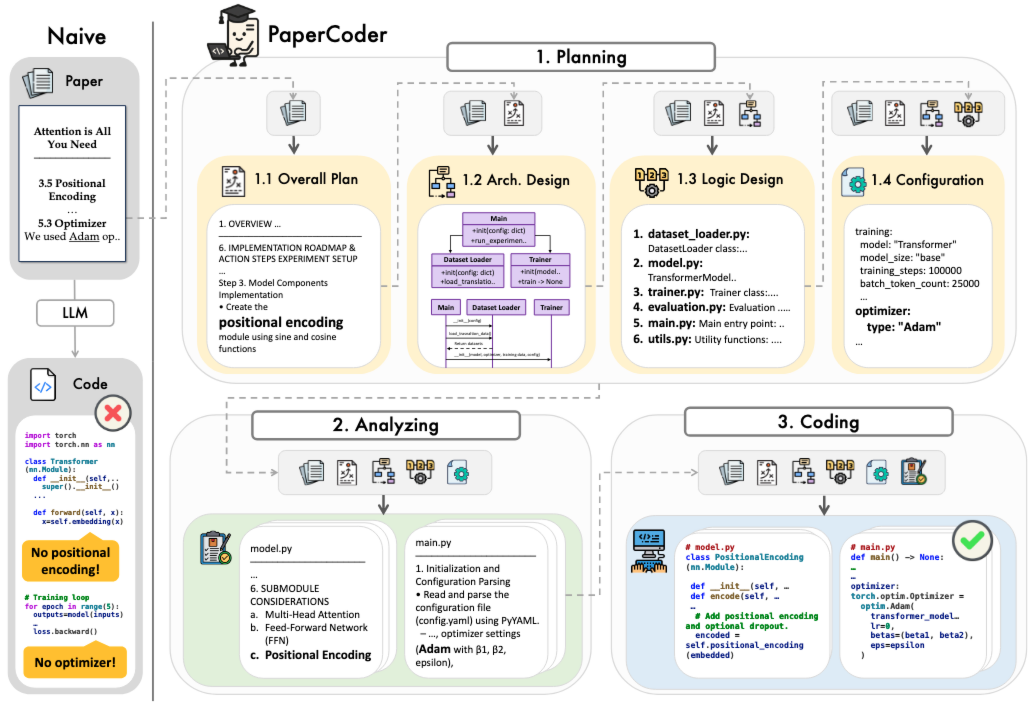 Naive
Paper
Attention is All
You Need
3.5 Positional
Encoding
...
5.3 Optimizer
We used Adam op..
LLM
Code
import torch
import torch.nn as nn
class Transformer
(nn.Module):
def __init__(self,..
super().__init__()
...
def forward(self, x):
x=self.embedding(x)
No positional
encoding!
# Training loop
for epoch in range(5):
outputs=model(inputs)
…
loss.backward()
No optimizer!
PaperCoder
1. Planning
1.1 Overall Plan
1. OVERVIEW ...
6. IMPLEMENTATION ROADMAP &
ACTION STEPS EXPERIMENT SETUP
...
Step 3. Model Components
Implementation
• Create the
positional encoding
module using sine and cosine
functions
1.2 Arch. Design
Main
+init(config: dict)
+run_experimen..
Dataset Loader
+init(config: dict)
+load_translatio..
Trainer
+init(model..
+train -> None
Main
Dataset Loader
Trainer
__init__(config)
load_translation_data()
Return datasets
__init__(model, optimizer, training data, config)
1.3 Logic Design
1. dataset_loader.py:
DatasetLoader class:...
2. model.py:
TransformerModel..
3. trainer.py: Trainer class:....
4. evaluation.py: Evaluation .....
5. main.py: Main entry point: ..
6. utils.py: Utility functions: ....
1.4 Configuration
training:
model: "Transformer"
model_size: "base"
training_steps: 100000
batch_token_count: 25000
...
optimizer:
type: "Adam"
...
2. Analyzing
model.py
...
6. SUBMODULE
CONSIDERATIONS
a. Multi-Head Attention
b. Feed-Forward Network
(FFN)
c. Positional Encoding
main.py
1. Initialization and
Configuration Parsing
• Read and parse the
configuration file
(config.yaml) using PyYAML.
– ..., optimizer settings
(Adam with β1, β2,
epsilon),
3. Coding
# model.py
class PositionalEncoding
(nn.Module):
def __init__(self, …
def encode(self, …
…
# Add positional encoding
and optional dropout.
encoded =
self.positional_encoding
(embedded)
# main.py
def main() -> None:
…
…
optimizer:
torch.optim.Optimizer =
optim.Adam(
transformer_model…
lr=0,
betas=(beta1, beta2),
eps=epsilon
)